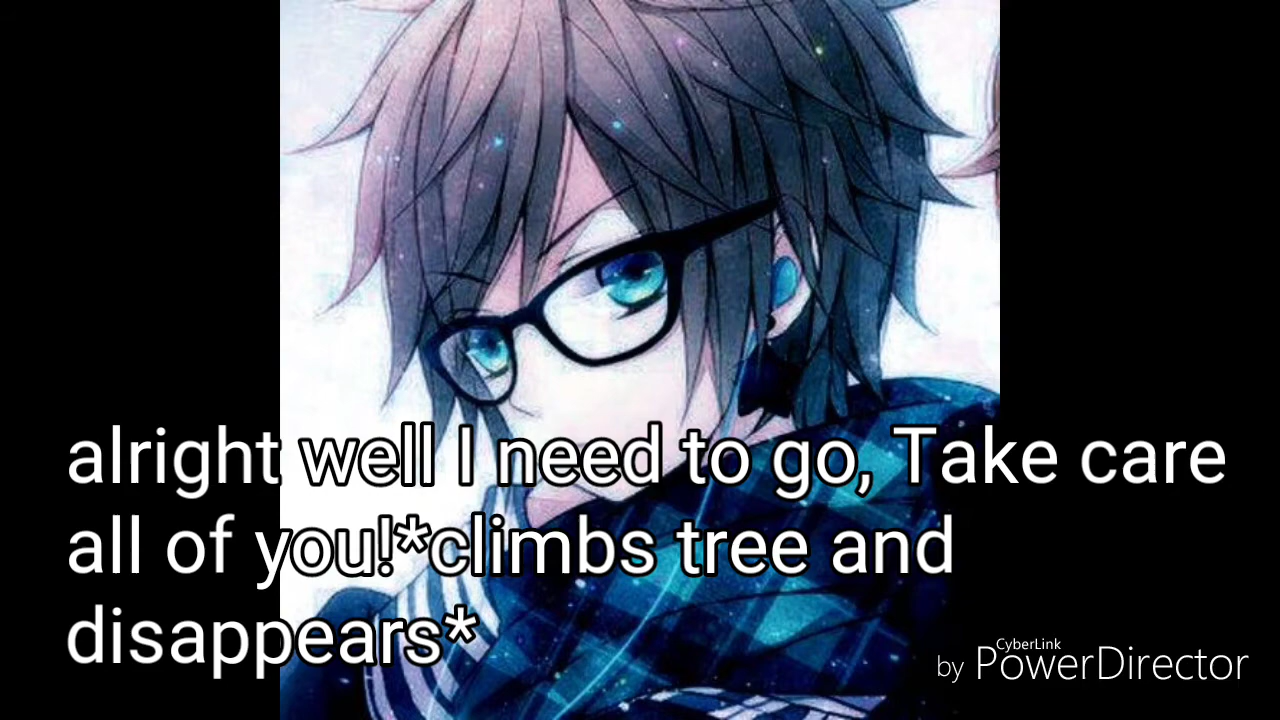 alright well I need to go, Take care
all of you!*climbs tree and
disappears*
CyberLink
by PowerDirector